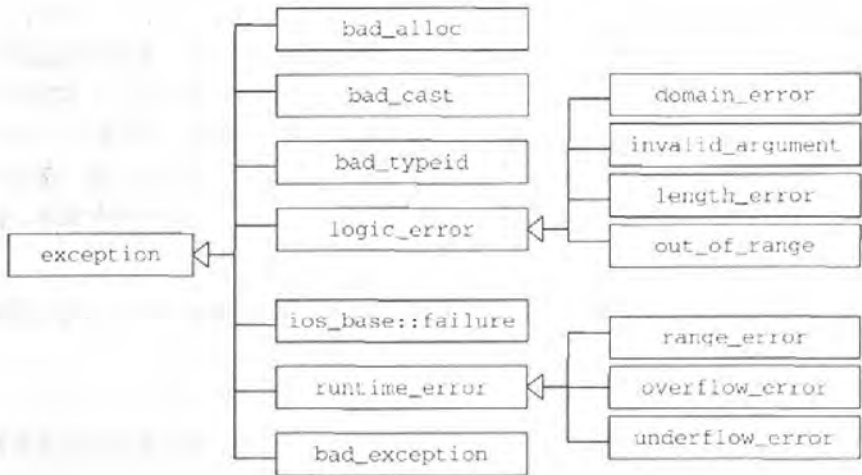 bad_alloc
bad_cast
domain_error
invalid_argument
bad_typeid
length_error
logic_error
out_of_range
exception
ios_base::failure
range_error
runtime_error
overflow_error
underflow_error
bad_exception